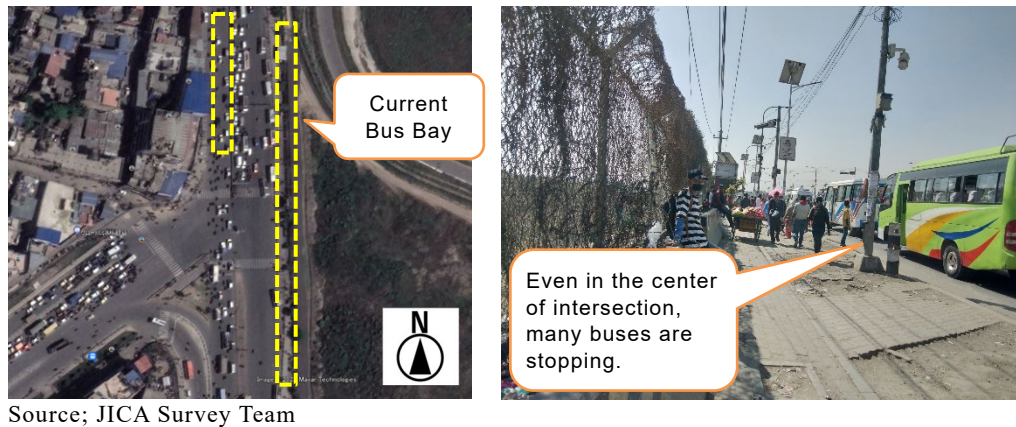 Current
Bus Bay
N
Even in the center
of intersection,
many buses are
stopping.
Source; JICA Survey Team